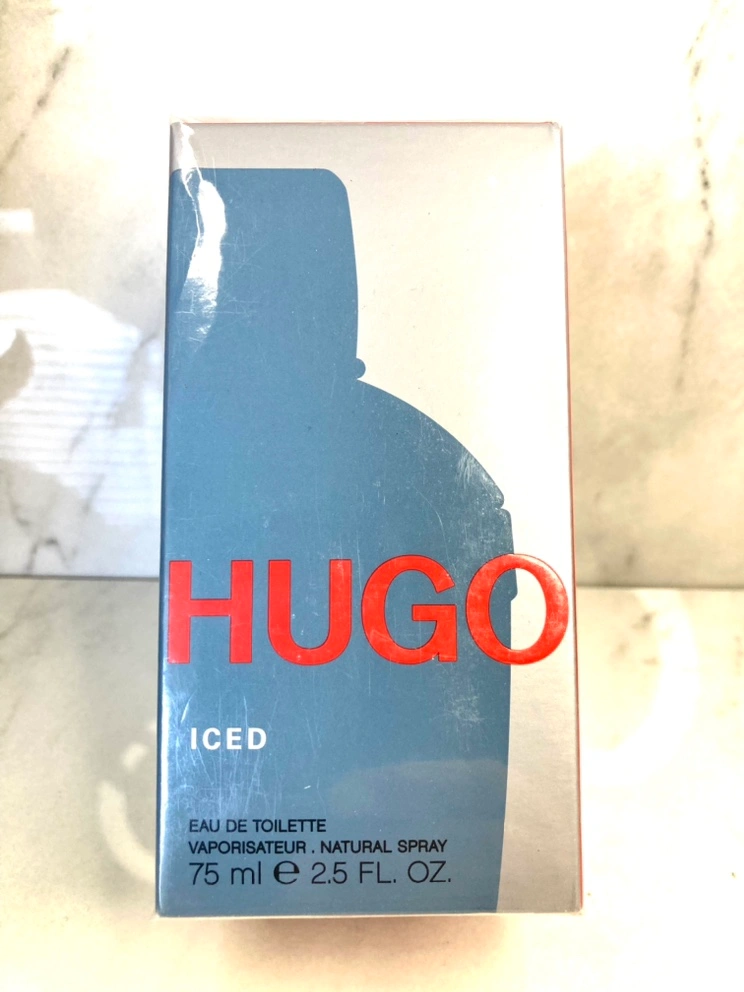 HUGO
ICED
EAU DE TOILETTE
VAPORISATEUR . NATURAL SPRAY
75 ml ℮ 2.5 FL. OZ.